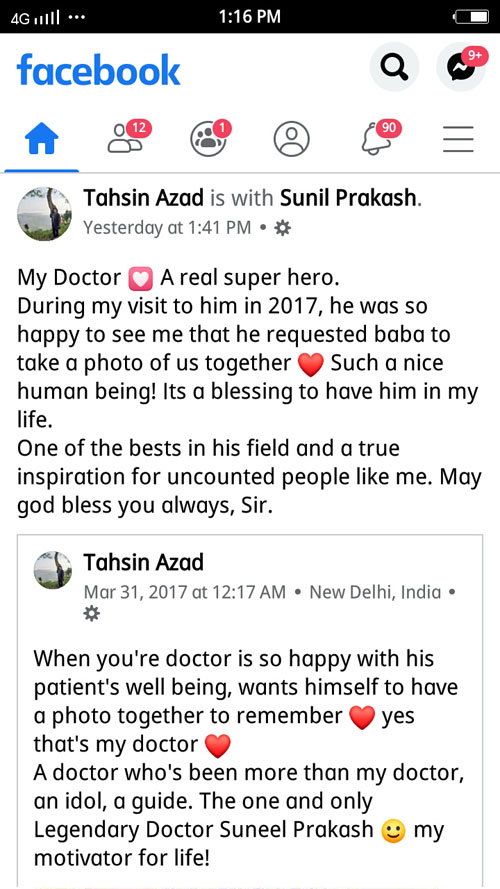 4G
1:16 PM
facebook
9+
12
1
90
Tahsin Azad is with Sunil Prakash.
Yesterday at 1:41 PM •
My Doctor 💟 A real super hero.
During my visit to him in 2017, he was so
happy to see me that he requested baba to
take a photo of us together ❤️ Such a nice
human being! Its a blessing to have him in my
life.
One of the bests in his field and a true
inspiration for uncounted people like me. May
god bless you always, Sir.
Tahsin Azad
Mar 31, 2017 at 12:17 AM • New Delhi, India •
When you're doctor is so happy with his
patient's well being, wants himself to have
a photo together to remember ❤️ yes
that's my doctor ❤️
A doctor who's been more than my doctor,
an idol, a guide. The one and only
Legendary Doctor Suneel Prakash 🙂 my
motivator for life!